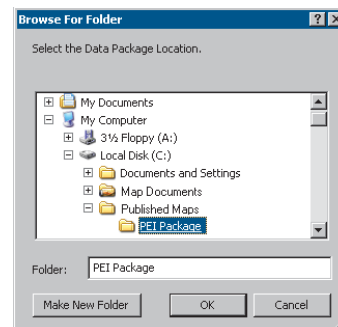 Browse For Folder
Select the Data Package Location.
My Documents
My Computer
3½ Floppy (A:)
Local Disk (C:)
Documents and Settings
Map Documents
Published Maps
PEI Package
Folder: PEI Package
Make New Folder OK Cancel